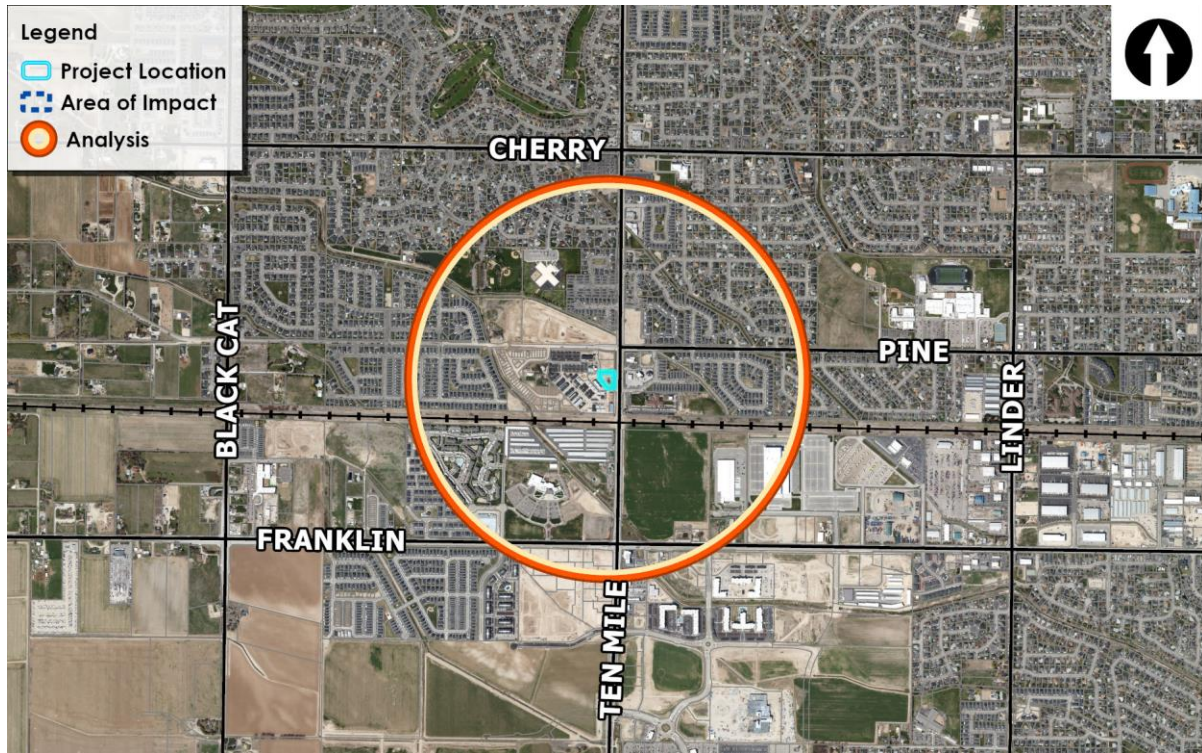 Legend
Project Location
Area of Impact
Analysis
CHERRY
BLACK CAT
PINE
LINDER
FRANKLIN
TEN MILE